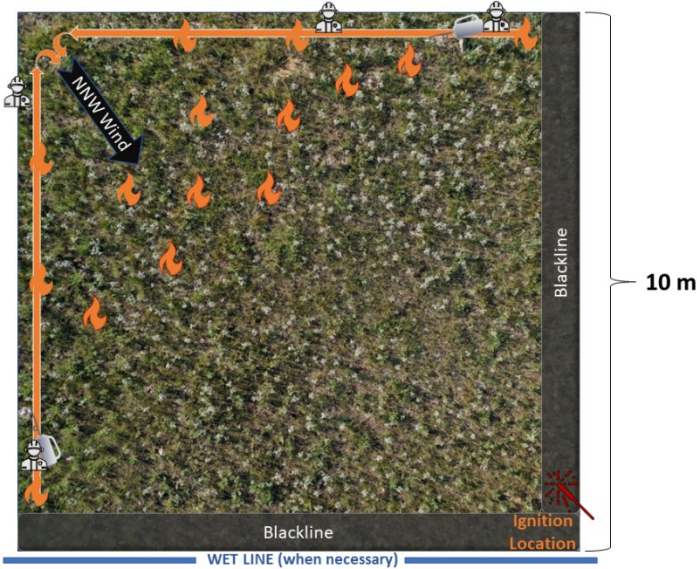 NNW Wind
Blackline
10 m
Blackline
Ignition
Location
WET LINE (when necessary)